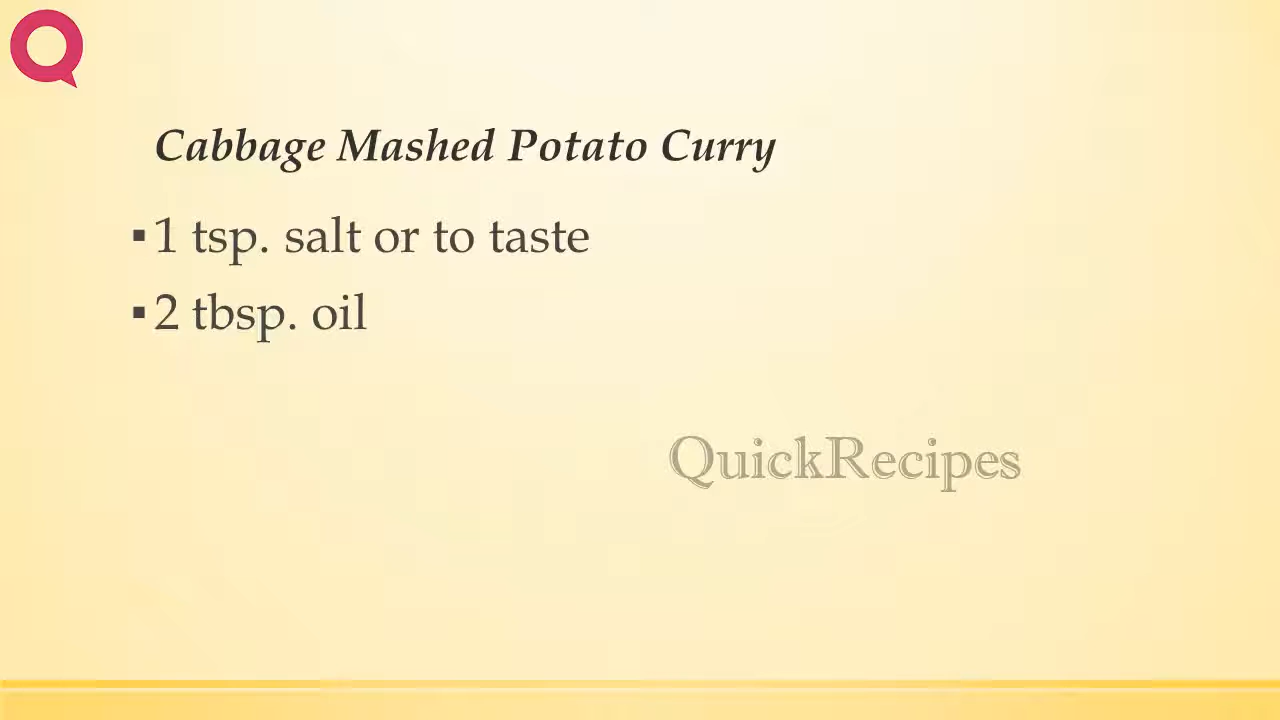 Cabbage Mashed Potato Curry
▪1 tsp. salt or to taste
▪2 tbsp. oil
QuickRecipes